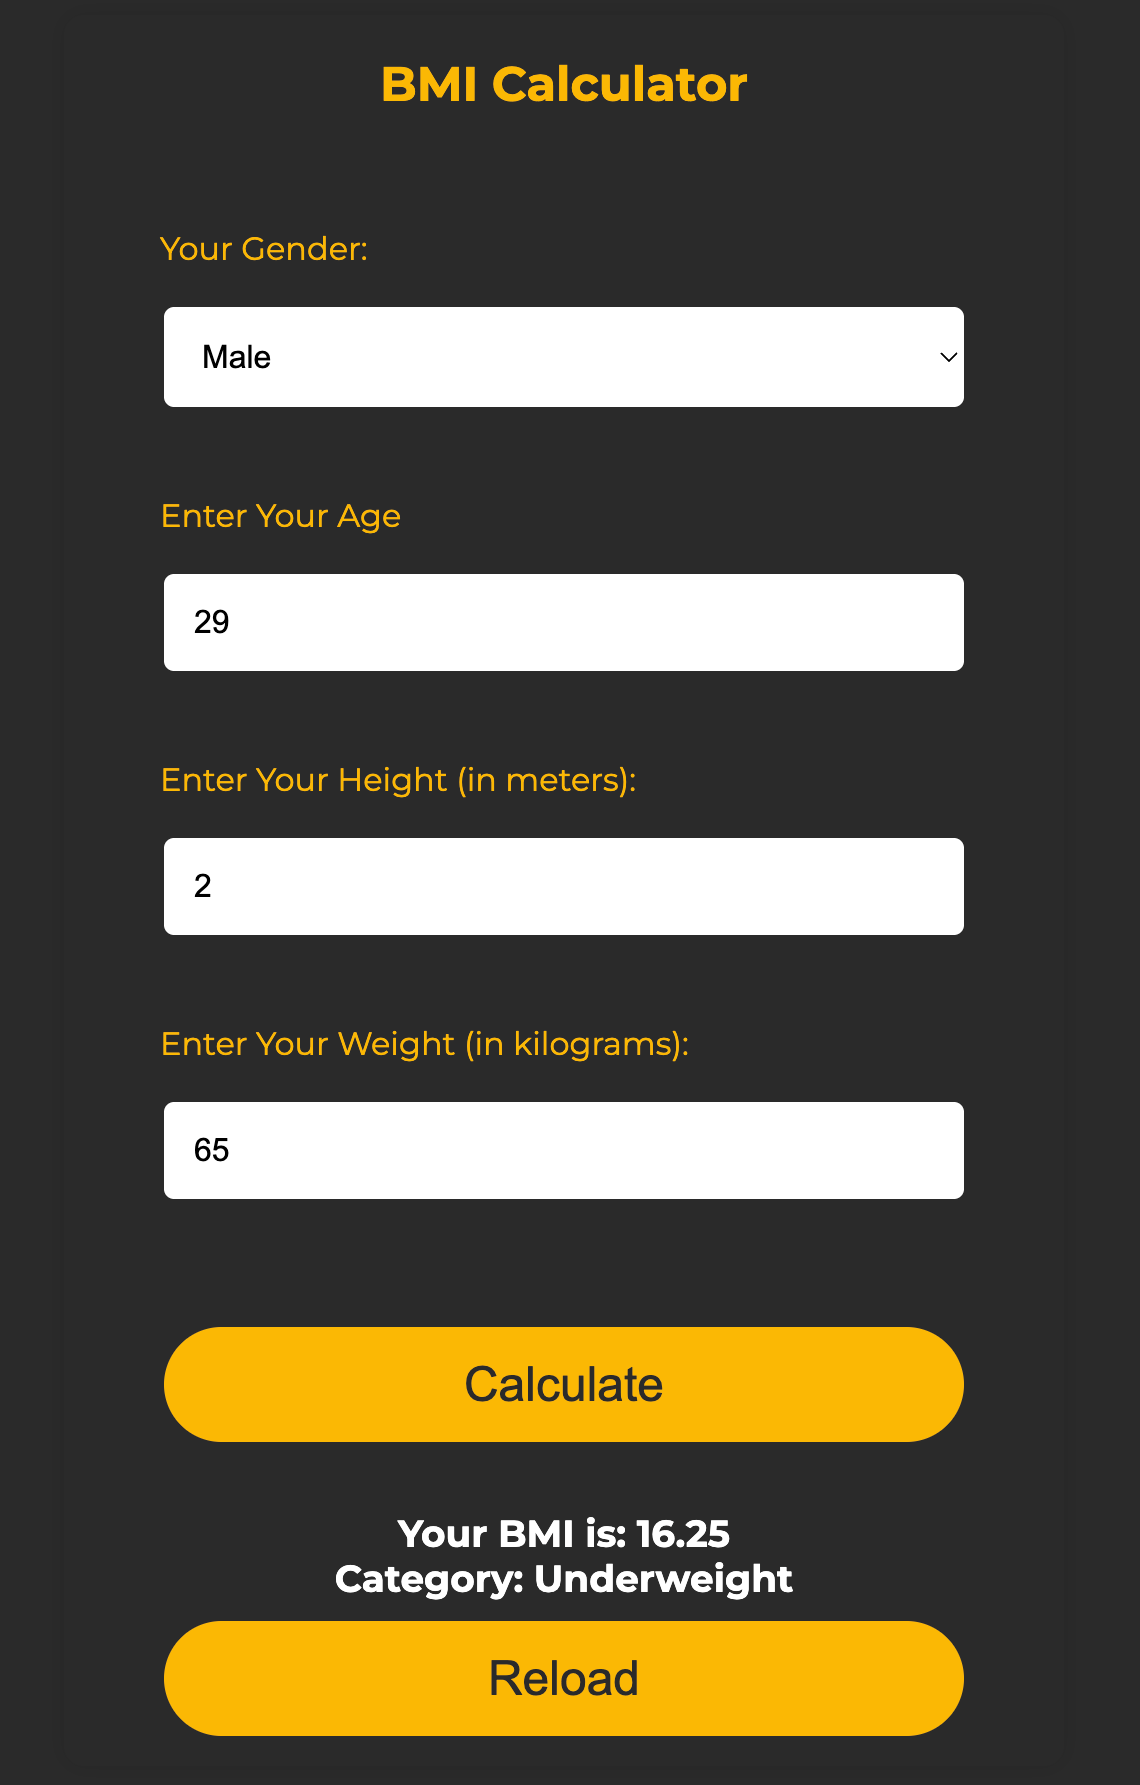 BMI Calculator
Your Gender:
Male
Enter Your Age
29
Enter Your Height (in meters):
2
Enter Your Weight (in kilograms):
65
Calculate
Your BMI is: 16.25
Category: Underweight
Reload